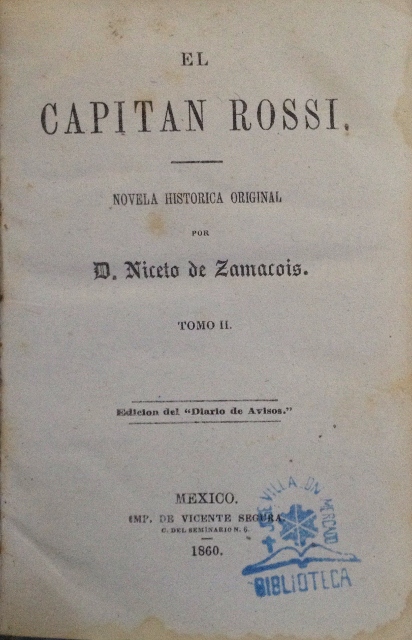 EL
CAPITAN ROSSI.
NOVELA HISTORICA ORIGINAL
POR
D. Niceto de Zamacois.
TOMO II.
Edicion del “Diario de Avisos.”
MEXICO.
IMP. DE VICENTE SEGURA
C. DEL SEMINARIO N. 6.
1860.
BIBLIOTECA